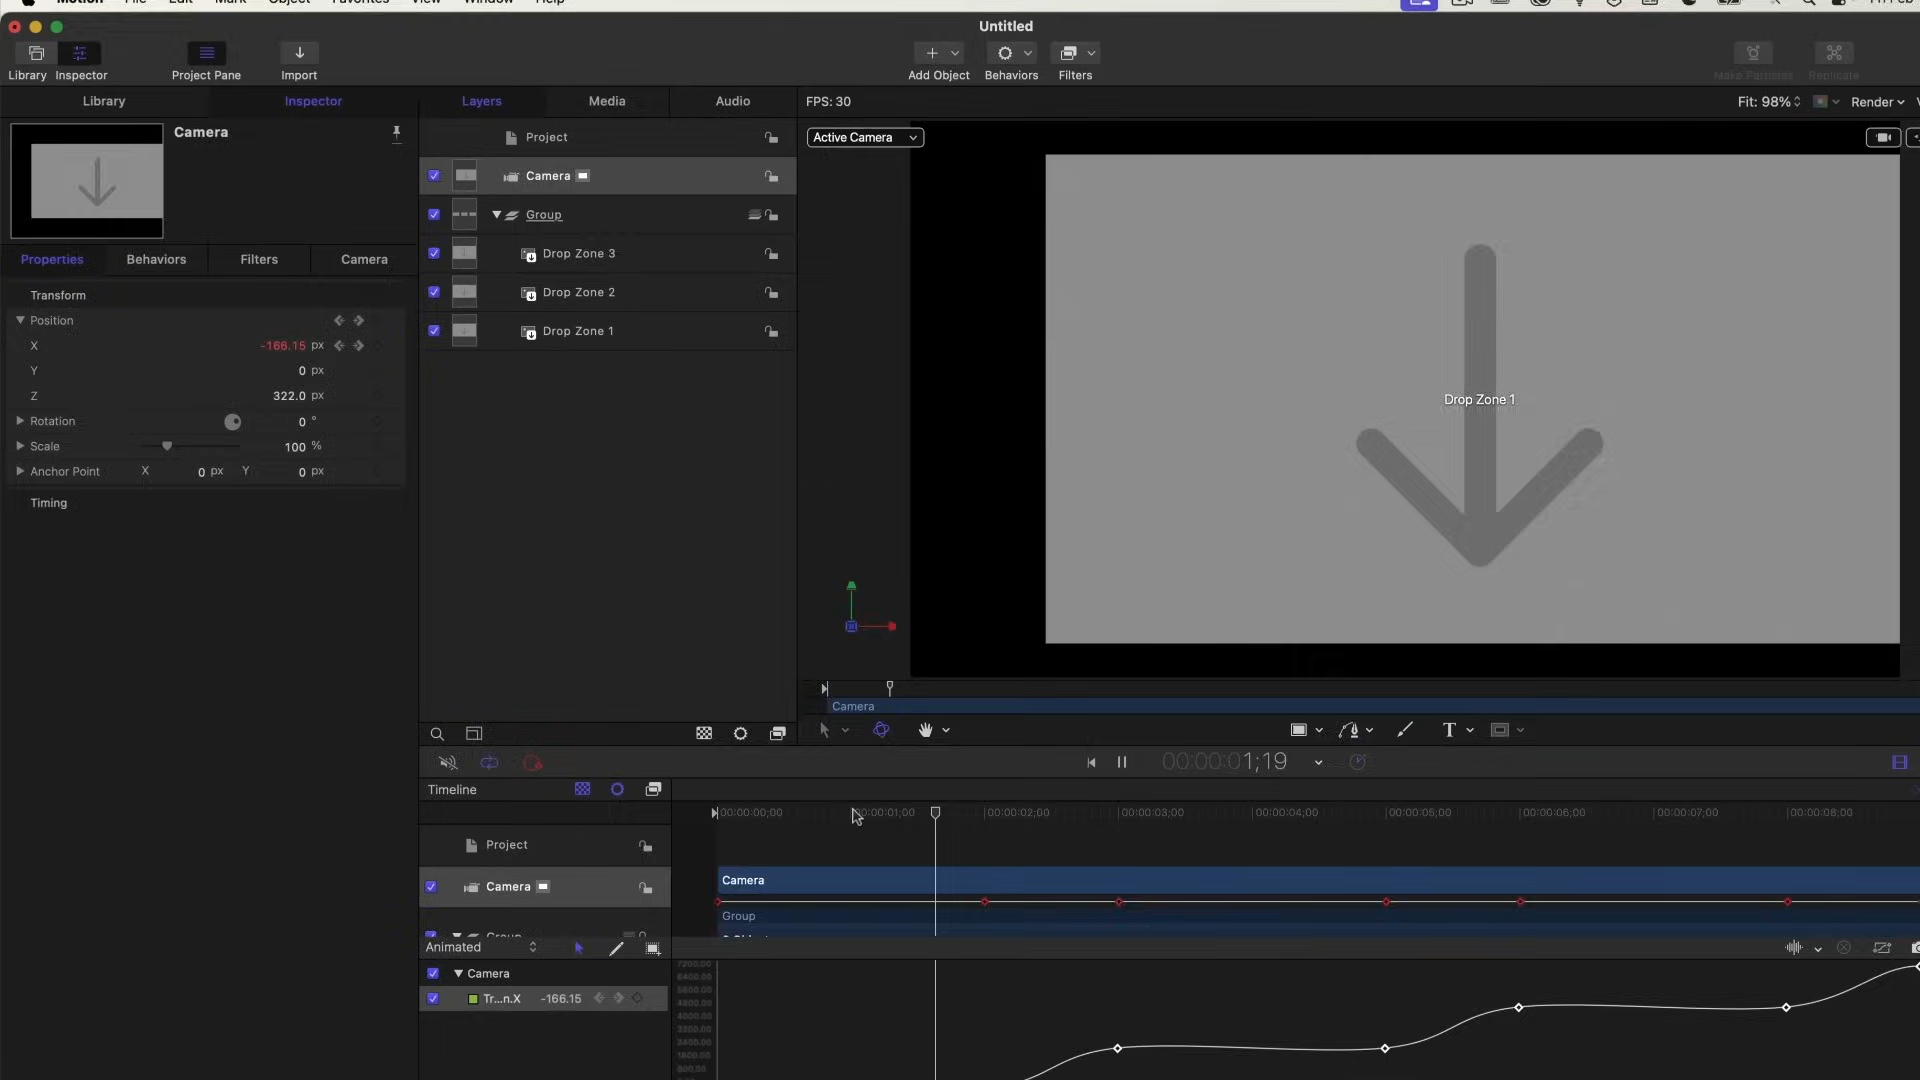 Motion File Edit Mark Object Favorites View Window Help
Untitled
Library Inspector Project Pane Import
Add Object Behaviors Filters
Make Particles Replicate
Library Inspector
Layers Media Audio
FPS: 30
Fit: 98% Render
Camera
Active Camera
Project
Camera
Group
Drop Zone 3
Drop Zone 2
Drop Zone 1
Properties Behaviors Filters Camera
Transform
Position
X -166.15 px
Y 0 px
Z 322.0 px
Rotation 0 °
Scale 100 %
Anchor Point X 0 px Y 0 px
Timing
Drop Zone 1
Camera
T
00:00:01;19
Timeline
00:00:00;00 00:00:01;00 00:00:02;00 00:00:03;00 00:00:04;00 00:00:05;00 00:00:06;00 00:00:07;00 00:00:08;00
Project
Camera
Camera
Group
Group
Animated
Camera
Tr...n.X -166.15
7200.00
6400.00
5600.00
4800.00
4000.00
3200.00
2400.00
1600.00
800.00